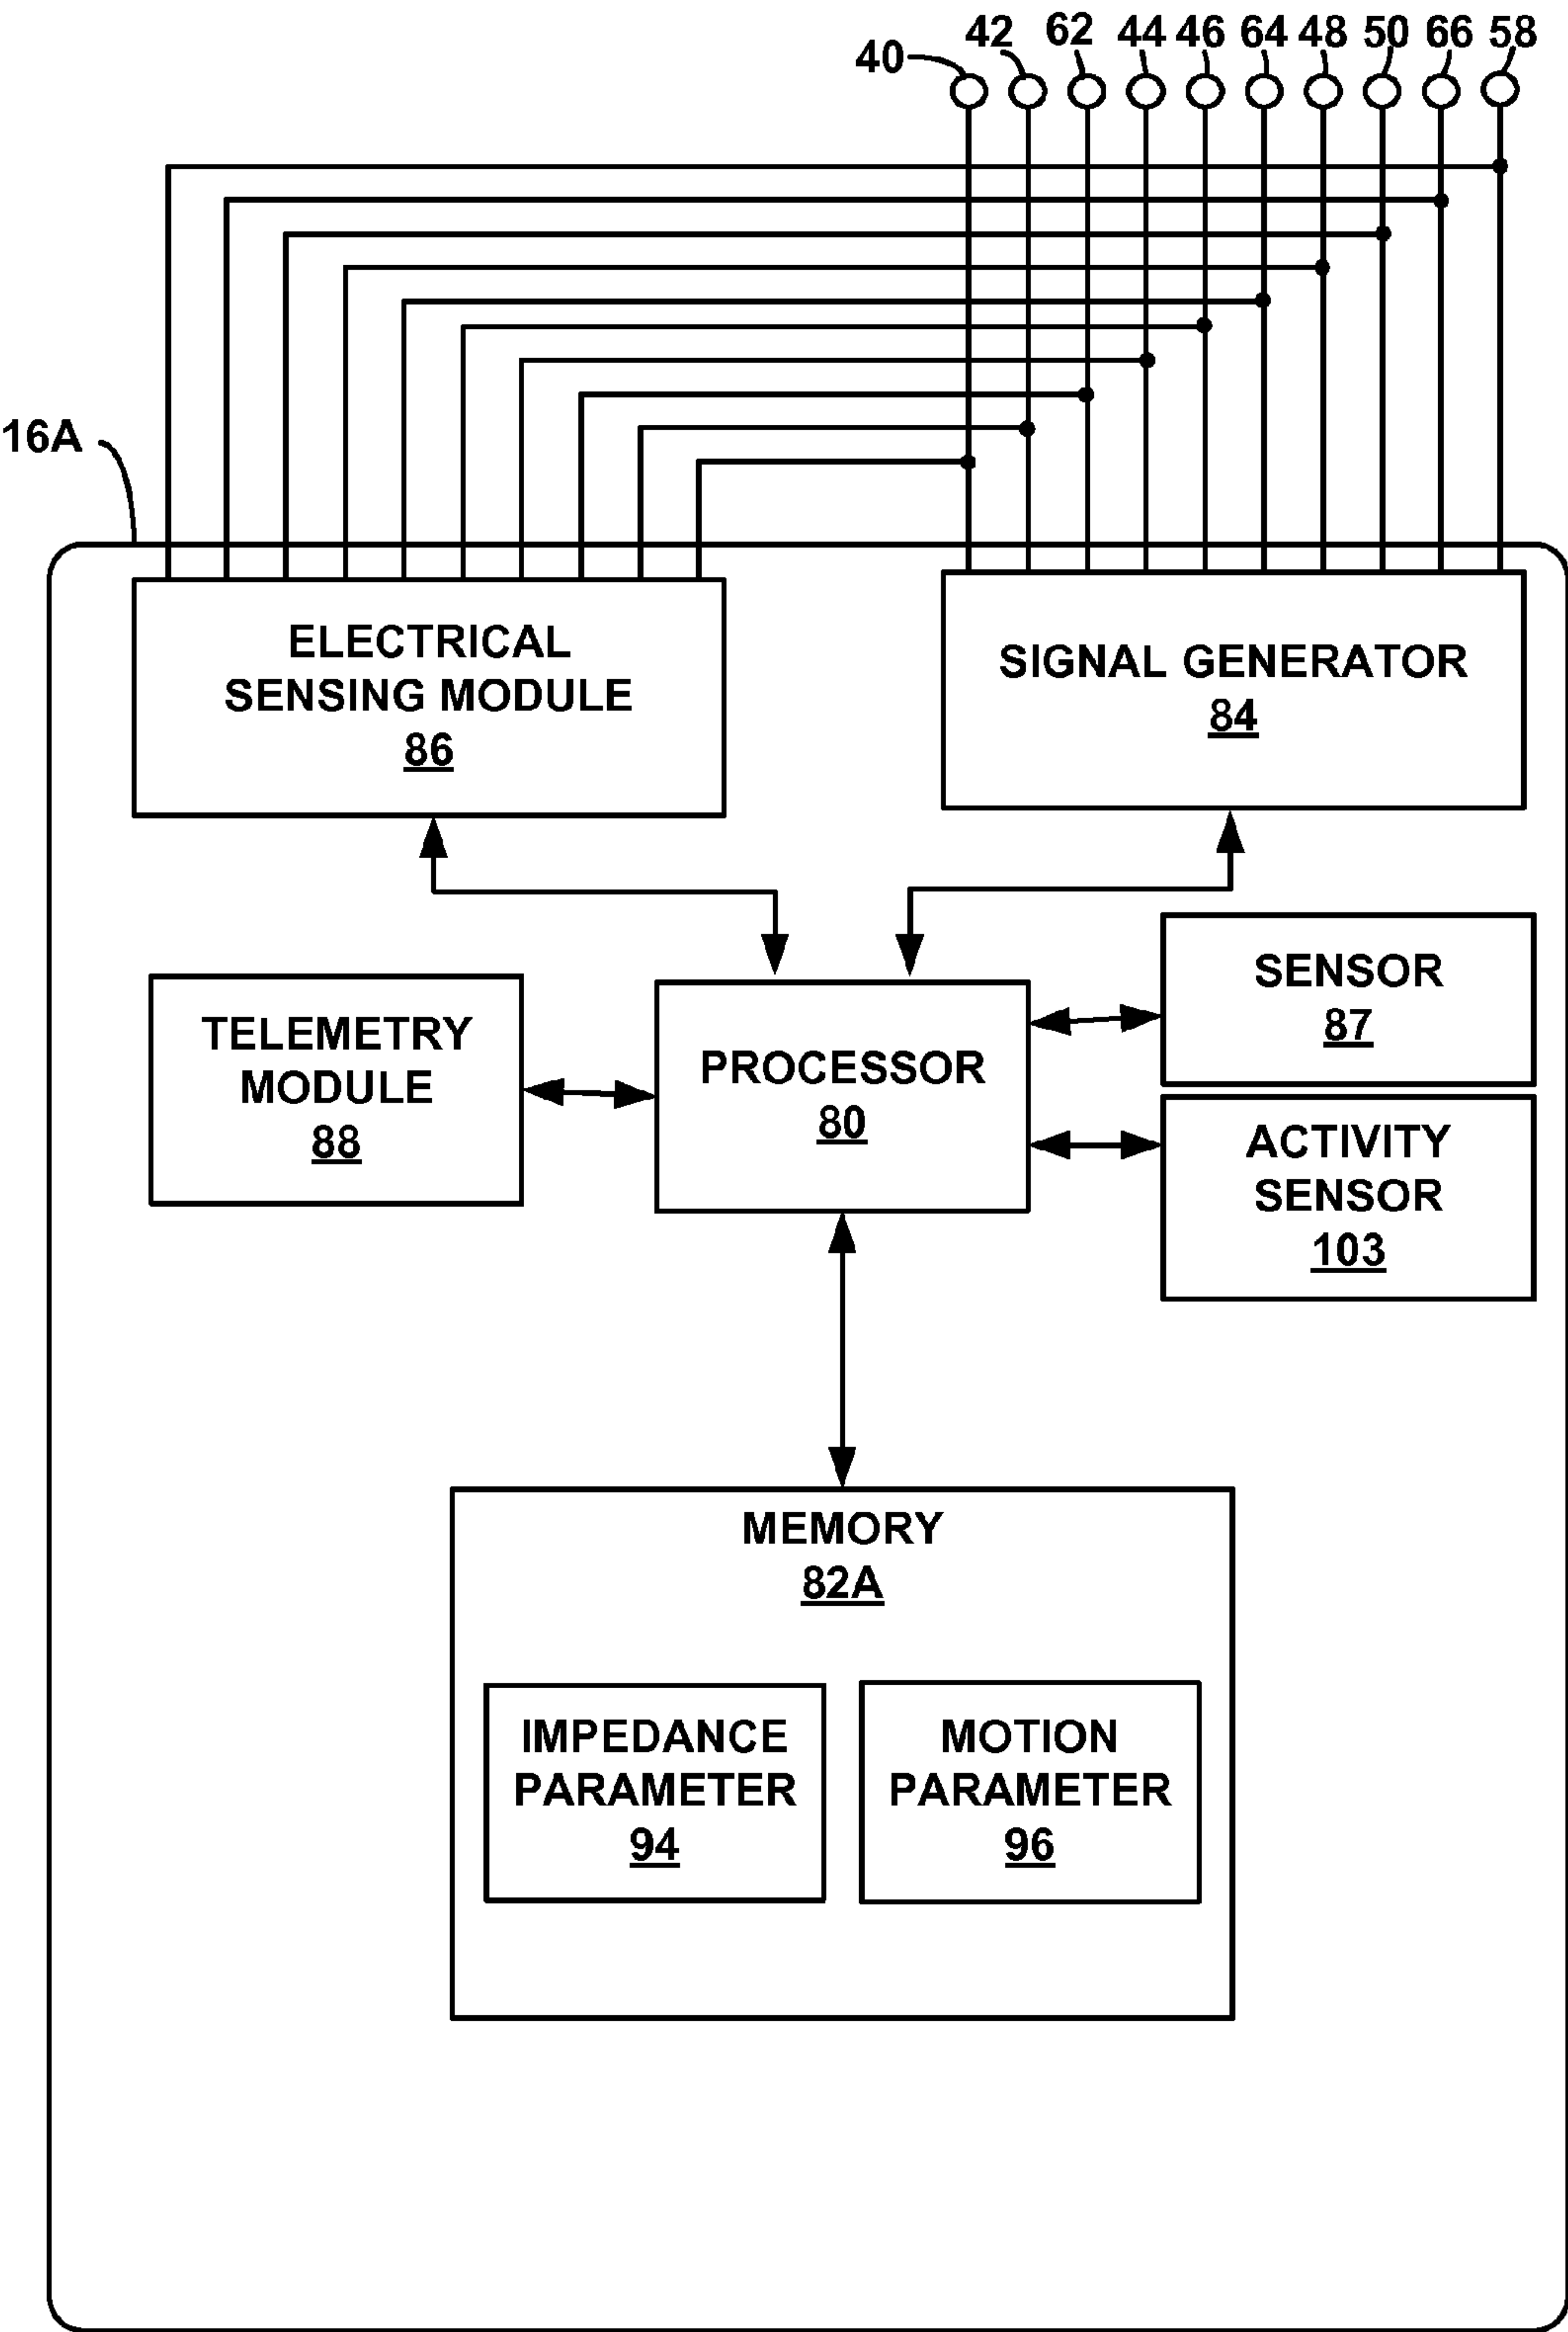 40 42 62 44 46 64 48 50 66 58
16A
ELECTRICAL
SENSING MODULE
86
SIGNAL GENERATOR
84
SENSOR
87
TELEMETRY
MODULE
88
PROCESSOR
80
ACTIVITY
SENSOR
103
MEMORY
82A
IMPEDANCE
PARAMETER
94
MOTION
PARAMETER
96